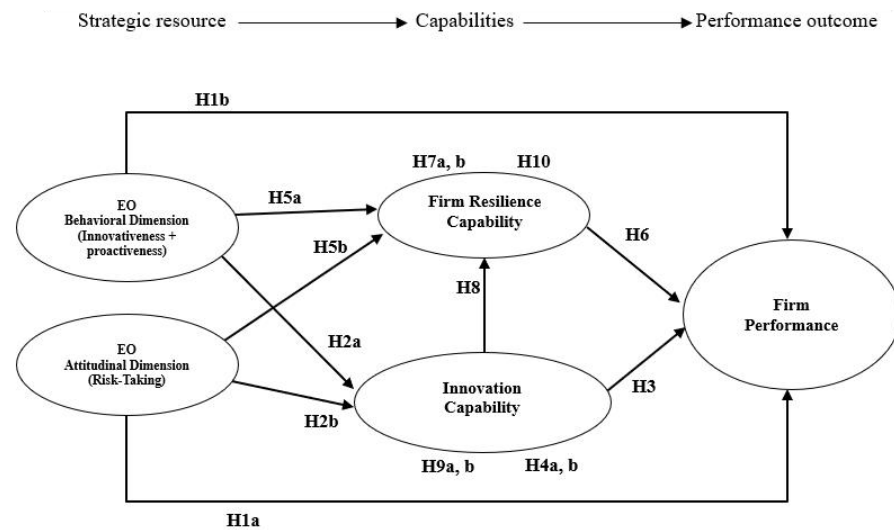 Strategic resource
Capabilities
Performance outcome
H1b
H7a, b
H10
EO
Behavioral Dimension
(Innovativeness +
proactiveness)
H5a
Firm Resilience
Capability
H6
H5b
H8
Firm
Performance
EO
Attitudinal Dimension
(Risk-Taking)
H2a
Innovation
Capability
H3
H2b
H9a, b
H4a, b
H1a